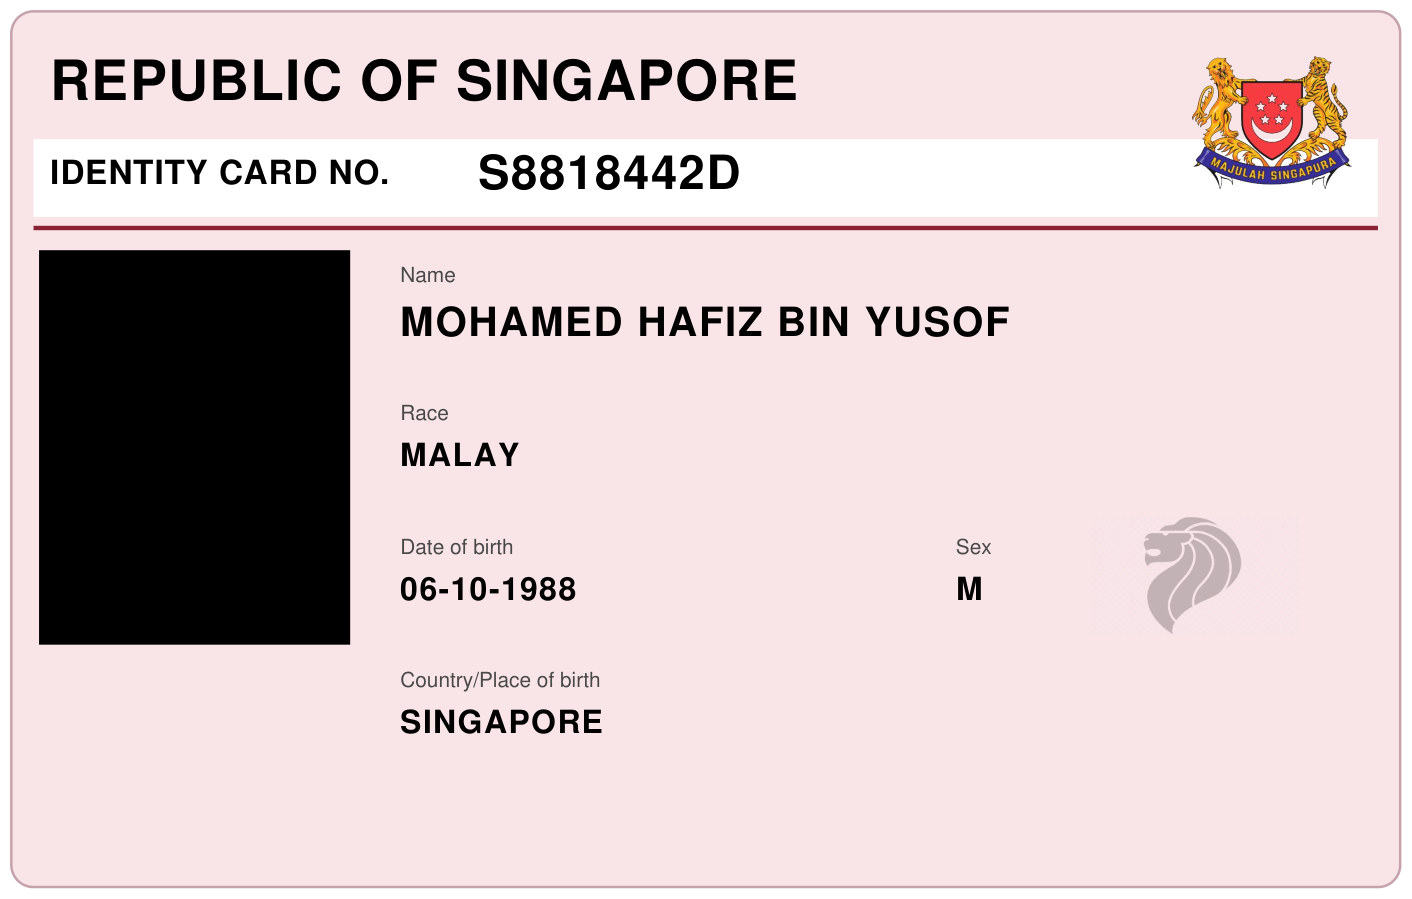 REPUBLIC OF SINGAPORE
IDENTITY CARD NO. S8818442D
MAJULAH SINGAPURA
Name
MOHAMED HAFIZ BIN YUSOF
Race
MALAY
Date of birth Sex
06-10-1988 M
Country/Place of birth
SINGAPORE